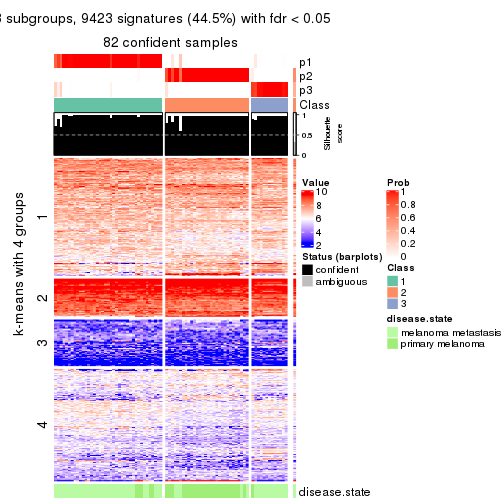 3 subgroups, 9423 signatures (44.5%) with fdr < 0.05
82 confident samples
p1
p2
p3
Class
1
0.5
0
Silhouette
score
k-means with 4 groups
1
2
3
4
Value
10
8
6
4
2
Status (barplots)
confident
ambiguous
Prob
1
0.8
0.6
0.4
0.2
0
Class
1
2
3
disease.state
melanoma metastasis
primary melanoma
disease.state